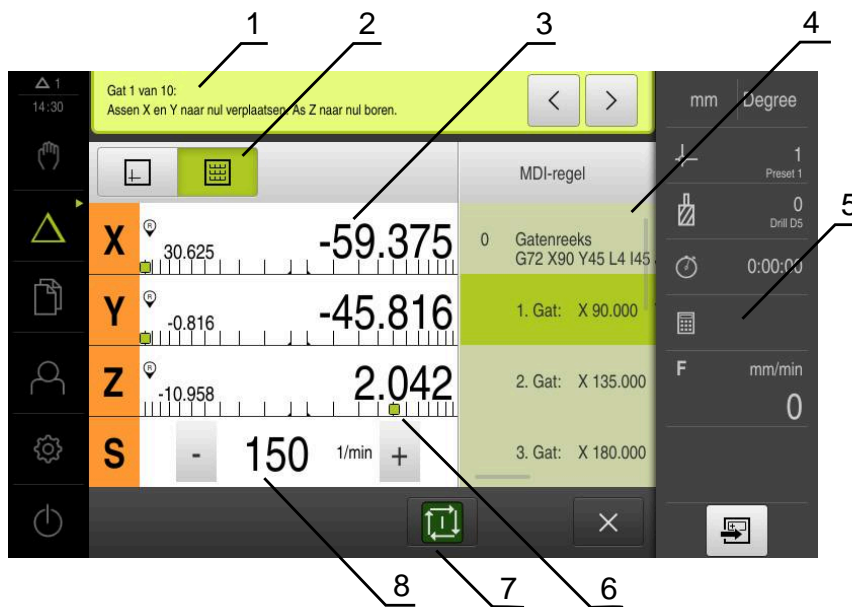 1
2
3
4
△ 1
14:30
Gat 1 van 10:
Assen X en Y naar nul verplaatsen. As Z naar nul boren.
mm Degree
MDI-regel
1
Preset 1
0
Drill D5
5
0:00:00
X
R
30.625
-59.375
0 Gatenreeks
G72 X90 Y45 L4 I45
Y
R
-0.816
-45.816
1. Gat: X 90.000
Z
R
-10.958
2.042
2. Gat: X 135.000
F mm/min
0
S
-
150
1/min
+
3. Gat: X 180.000
I
8
7
6